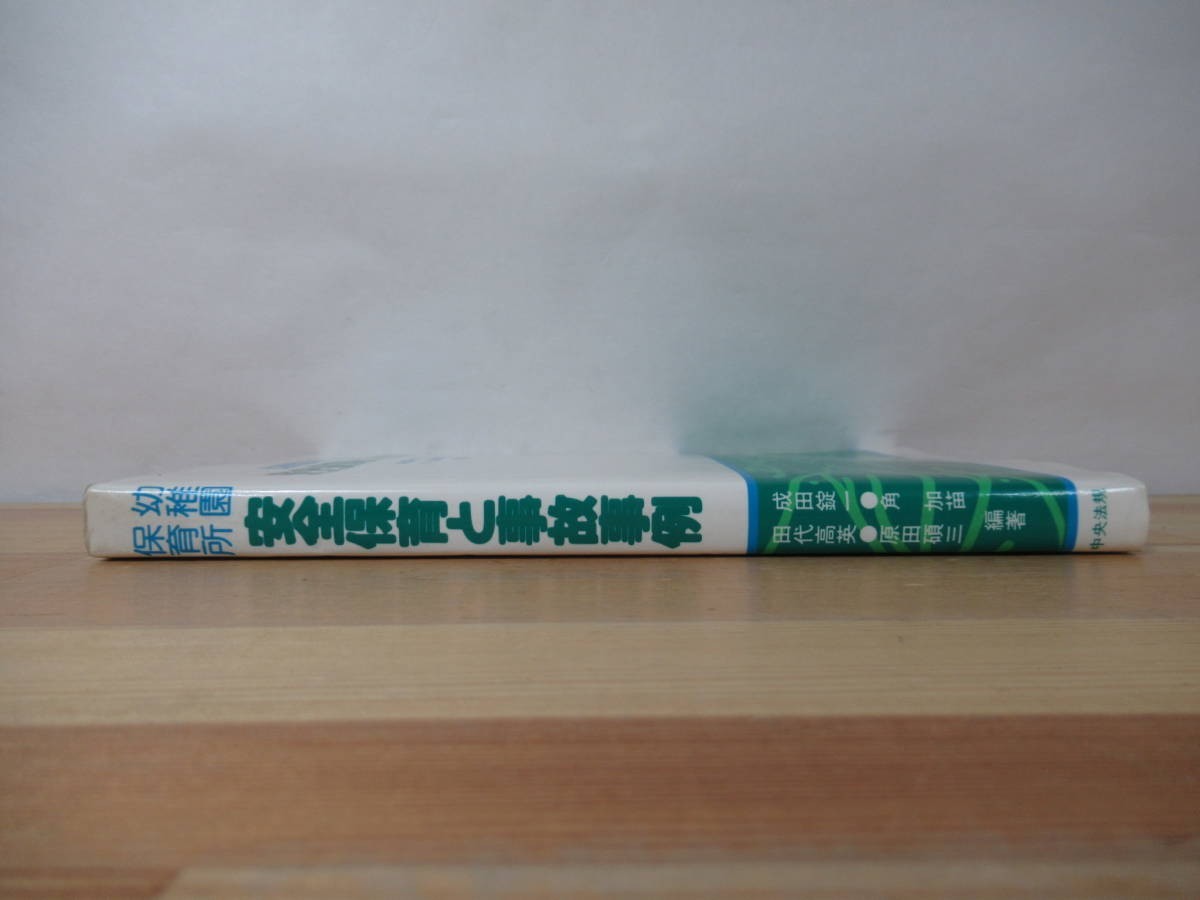 幼稚園
保育所
安全保育と事故事例
成田錠一●角 加苗
田代高英●原田碩三
編著
中央法規